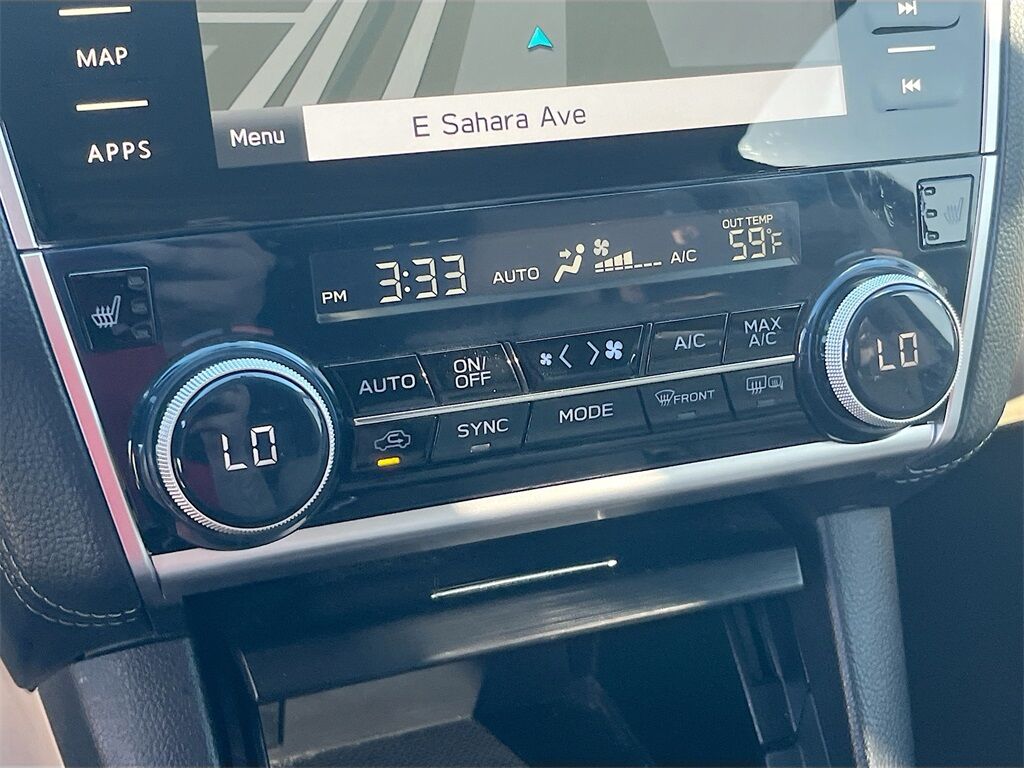 MAP
APPS
Menu
E Sahara Ave
PM 3:33 AUTO A/C OUT TEMP 59°F
AUTO ON/OFF A/C MAX A/C
SYNC MODE FRONT
LO
LO